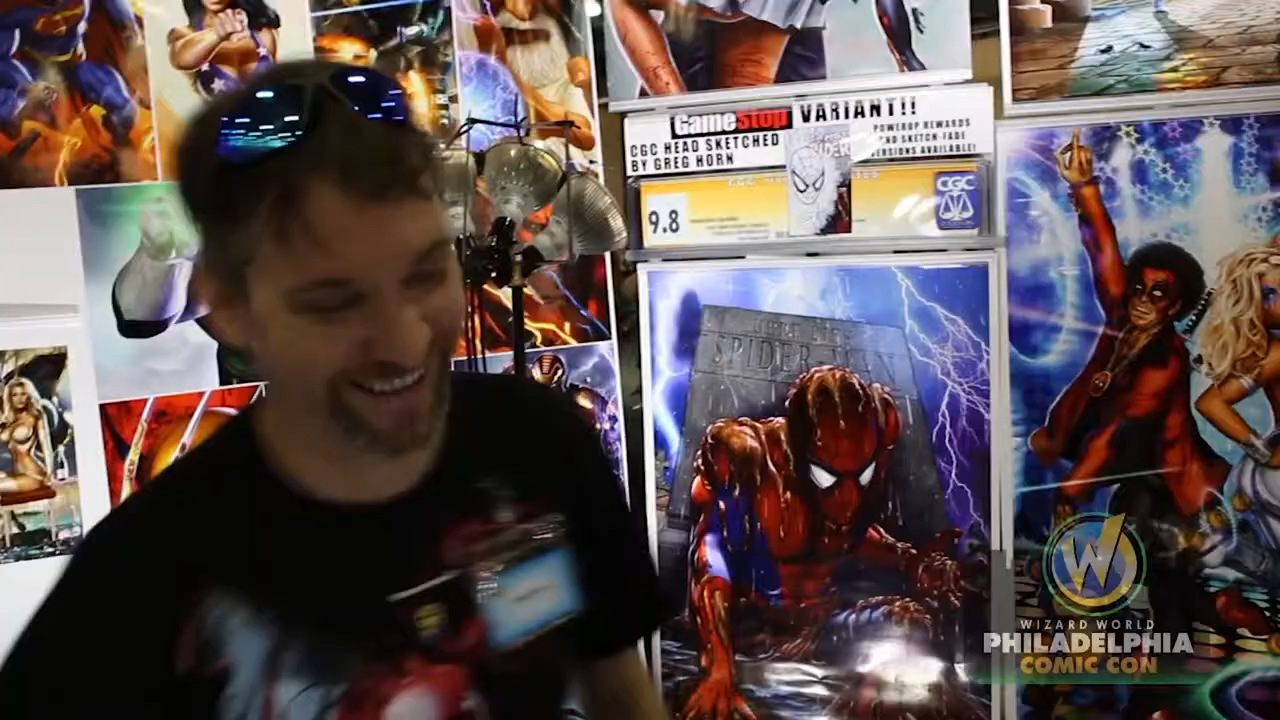 GameStop VARIANT!!
CGC HEAD SKETCHED
BY GREG HORN
POWERUP REWARDS
AND SKETCH-FADE
VERSIONS AVAILABLE!
9.8
CGC
SPIDER-MAN
W
WIZARD WORLD
PHILADELPHIA
COMIC CON